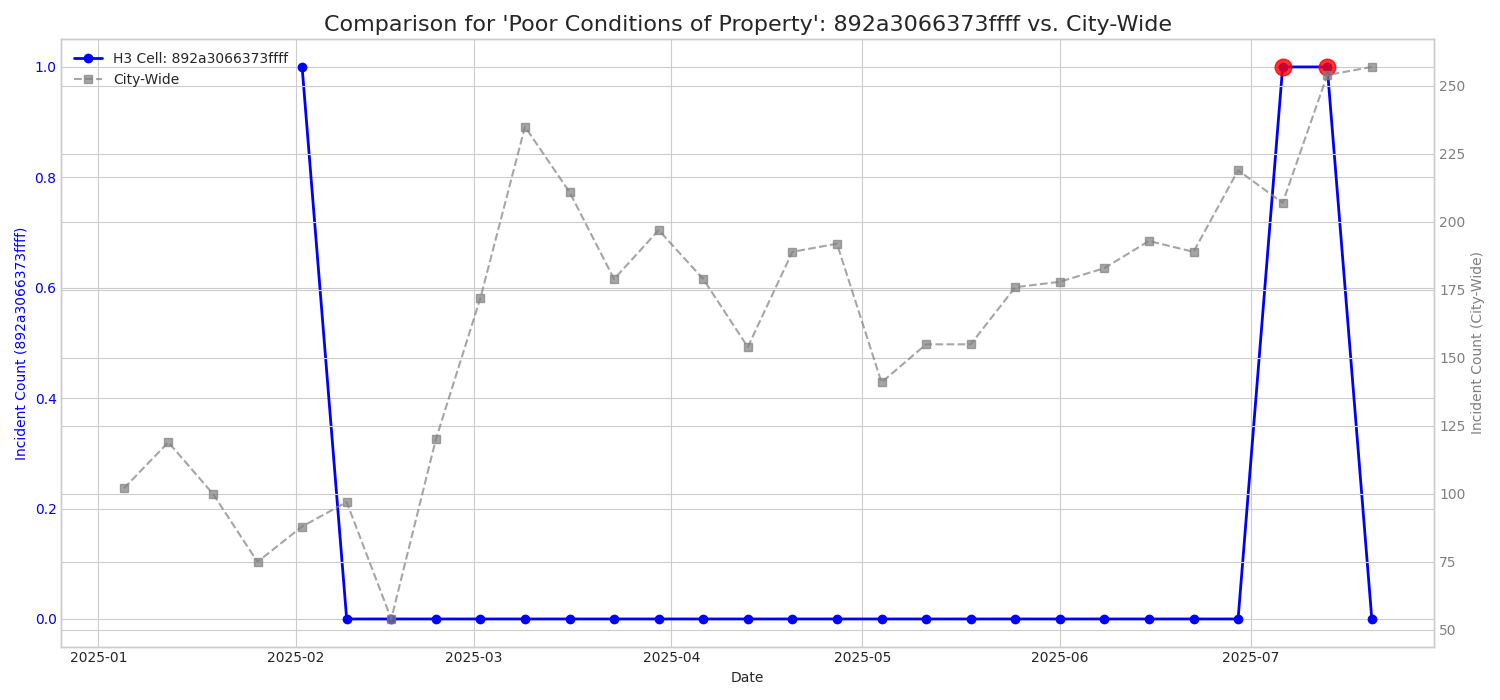 Comparison for 'Poor Conditions of Property': 892a3066373ffff vs. City-Wide
H3 Cell: 892a3066373ffff
City-Wide
Incident Count (892a3066373ffff)
1.0
0.8
0.6
0.4
0.2
0.0
250
225
200
175
150
125
100
75
50
Incident Count (City-Wide)
2025-01 2025-02 2025-03 2025-04 2025-05 2025-06 2025-07
Date